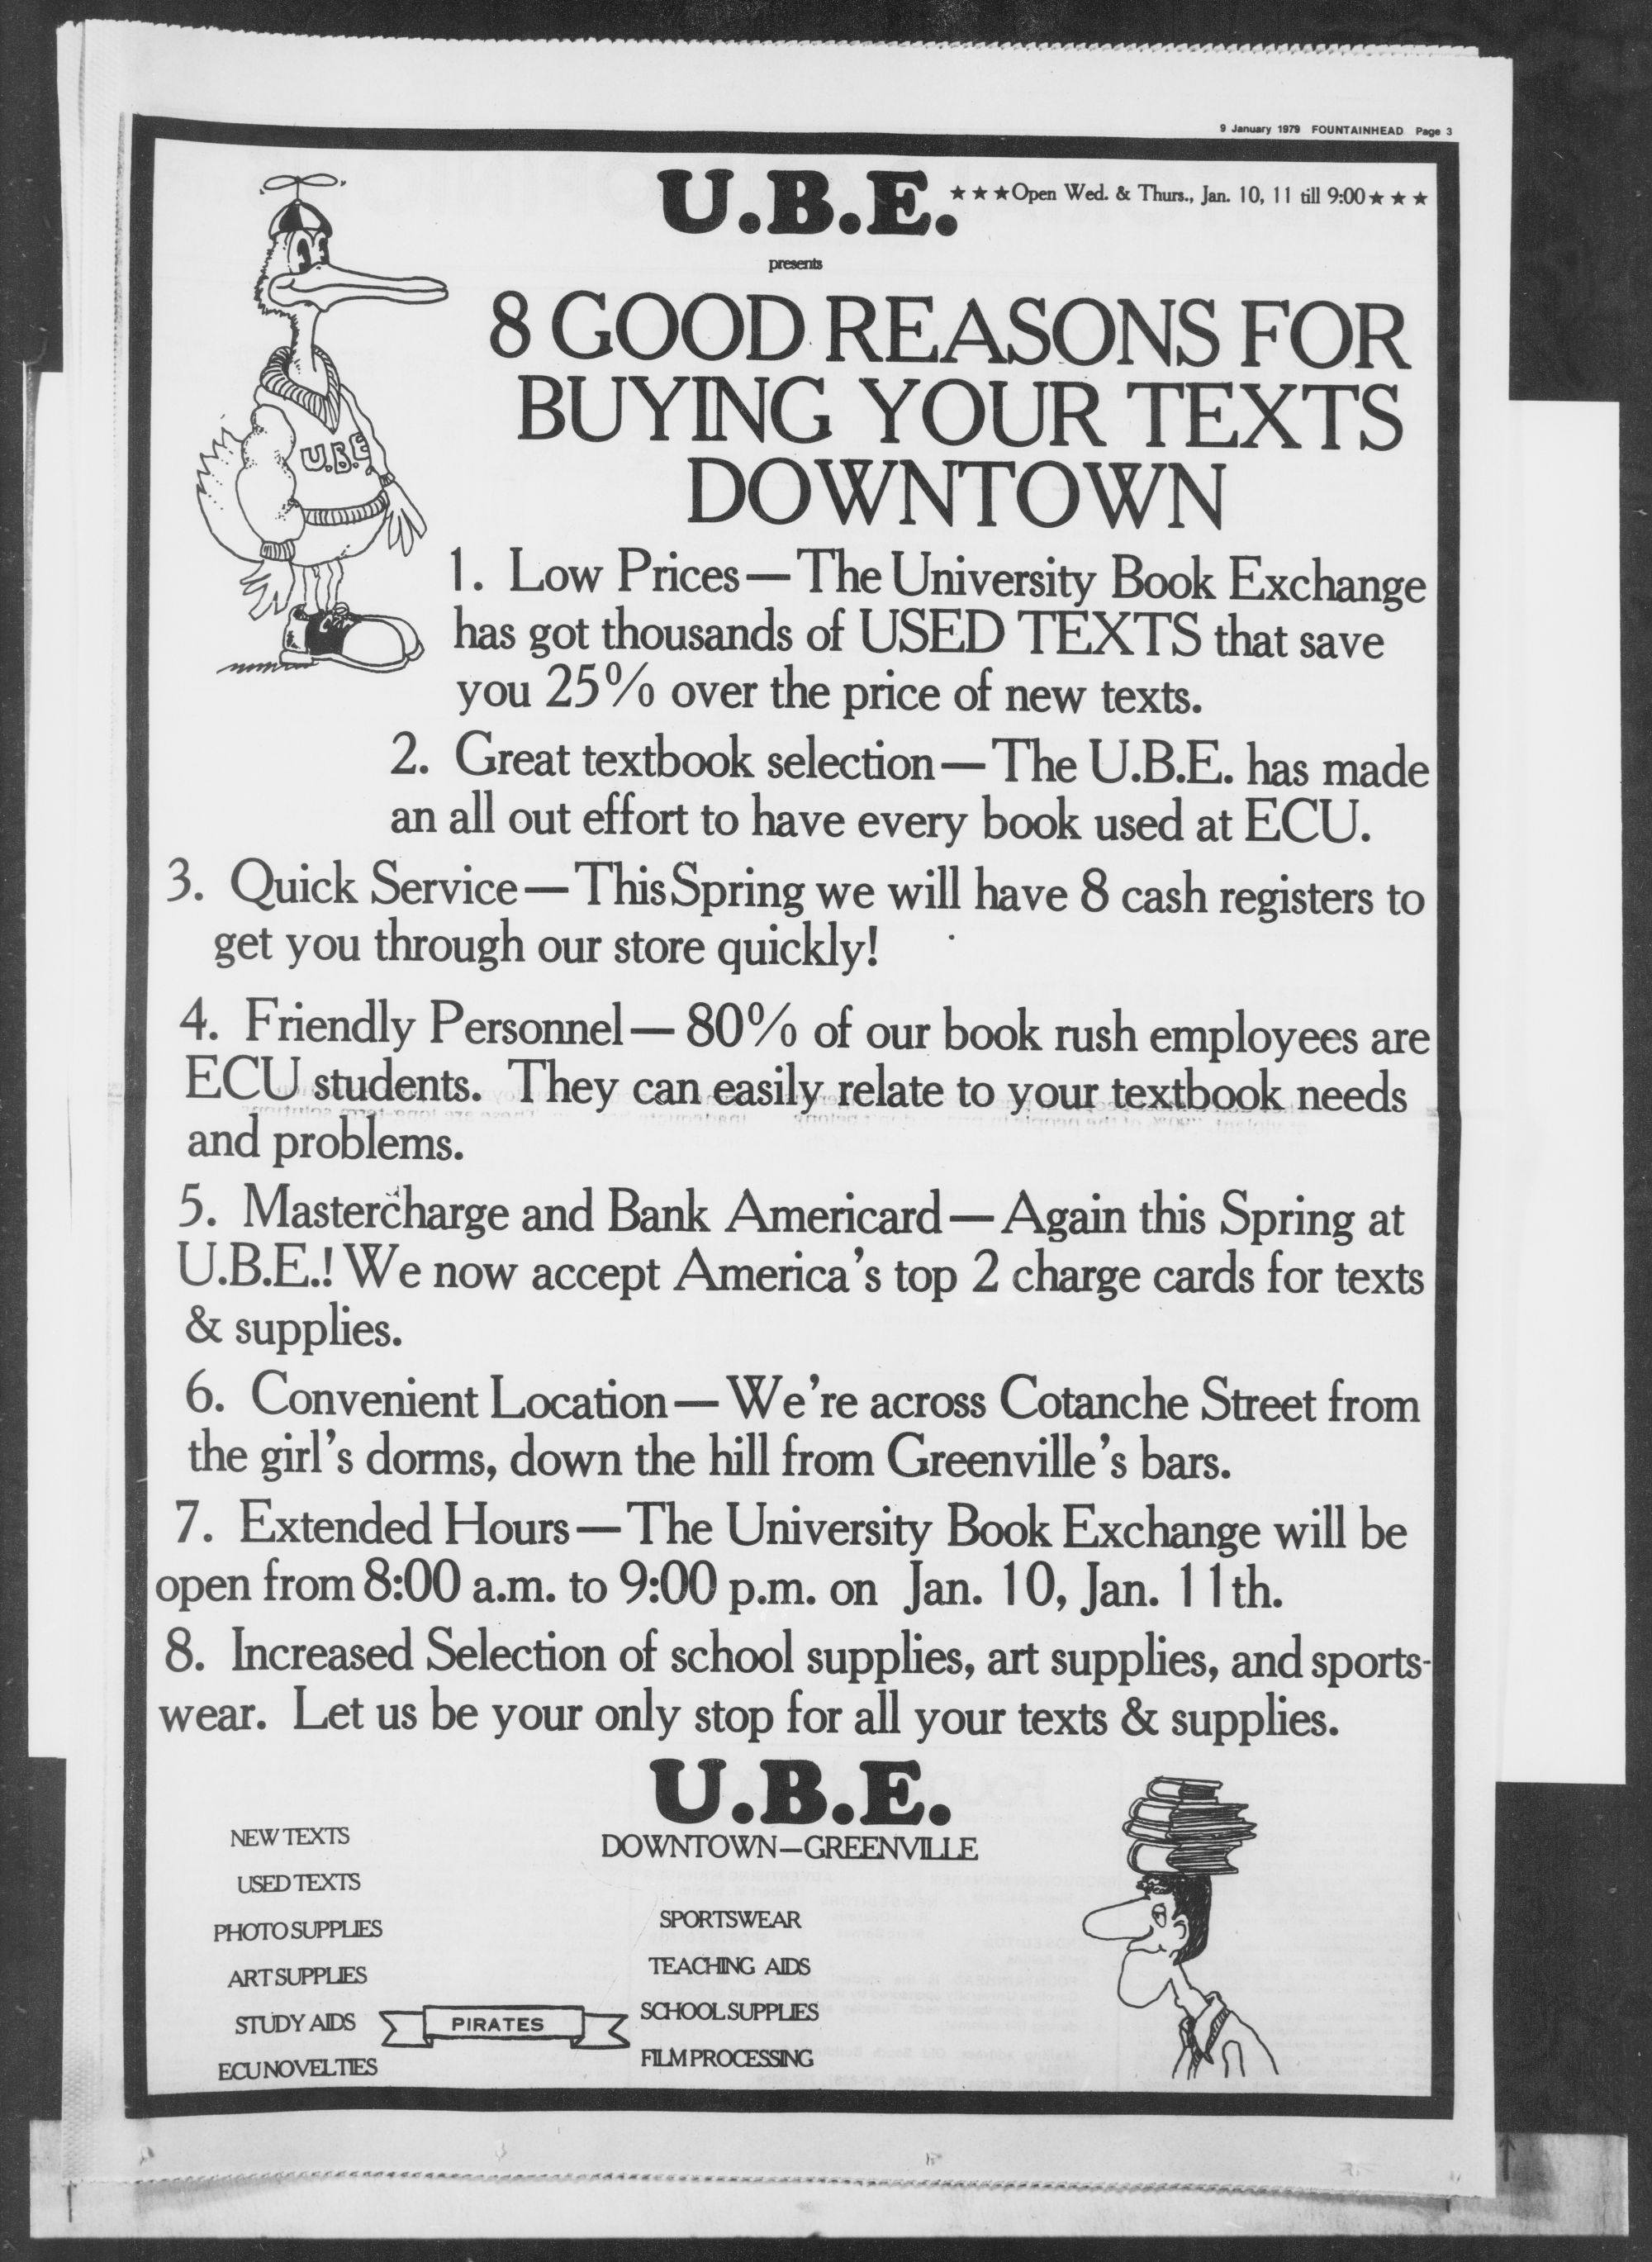 9 January 1979 FOUNTAINHEAD Page 3
U.B.E.
★★★Open Wed. & Thurs., Jan. 10, 11 till 9:00★★★
presents
8 GOOD REASONS FOR
BUYING YOUR TEXTS
DOWNTOWN
U.B.E.
1. Low Prices—The University Book Exchange
has got thousands of USED TEXTS that save
you 25% over the price of new texts.
2. Great textbook selection—The U.B.E. has made
an all out effort to have every book used at ECU.
3. Quick Service—This Spring we will have 8 cash registers to
get you through our store quickly!
4. Friendly Personnel—80% of our book rush employees are
ECU students. They can easily relate to your textbook needs
and problems.
5. Mastercharge and Bank Americard—Again this Spring at
U.B.E.! We now accept America's top 2 charge cards for texts
& supplies.
6. Convenient Location—We're across Cotanche Street from
the girl's dorms, down the hill from Greenville's bars.
7. Extended Hours—The University Book Exchange will be
open from 8:00 a.m. to 9:00 p.m. on Jan. 10, Jan. 11th.
8. Increased Selection of school supplies, art supplies, and sports-
wear. Let us be your only stop for all your texts & supplies.
U.B.E.
DOWNTOWN—GREENVILLE
NEW TEXTS
USED TEXTS
PHOTO SUPPLIES
ART SUPPLIES
STUDY AIDS
ECU NOVELTIES
PIRATES
SPORTSWEAR
TEACHING AIDS
SCHOOL SUPPLIES
FILM PROCESSING